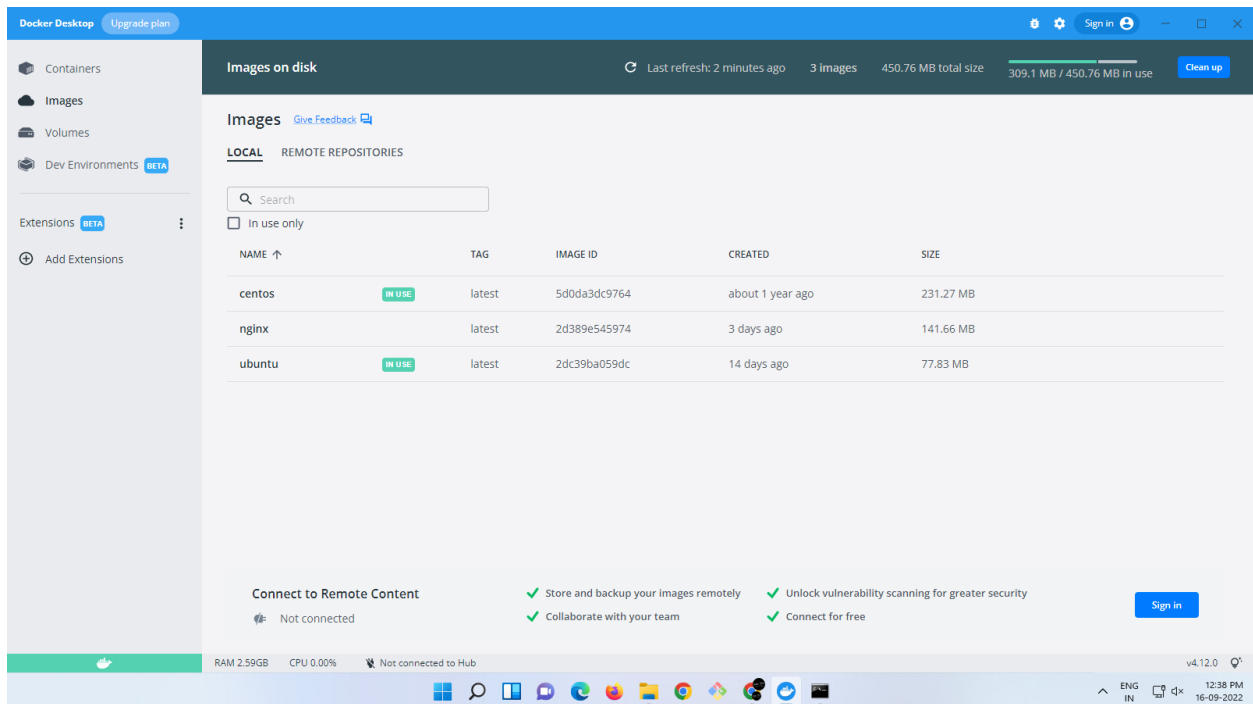 Docker Desktop Upgrade plan Sign in
Containers
Images
Volumes
Dev Environments BETA
Extensions BETA
Add Extensions
Images on disk Last refresh: 2 minutes ago 3 images 450.76 MB total size 309.1 MB / 450.76 MB in use Clean up
Images Give Feedback
LOCAL REMOTE REPOSITORIES
Search
In use only
NAME TAG IMAGE ID CREATED SIZE
centos IN USE latest 5d0da3dc9764 about 1 year ago 231.27 MB
nginx latest 2d389e545974 3 days ago 141.66 MB
ubuntu IN USE latest 2dc39ba059dc 14 days ago 77.83 MB
Connect to Remote Content
Not connected
Store and backup your images remotely Unlock vulnerability scanning for greater security
Collaborate with your team Connect for free
Sign in
RAM 2.59GB CPU 0.00% Not connected to Hub v4.12.0
ENG
IN
12:38 PM
16-09-2022